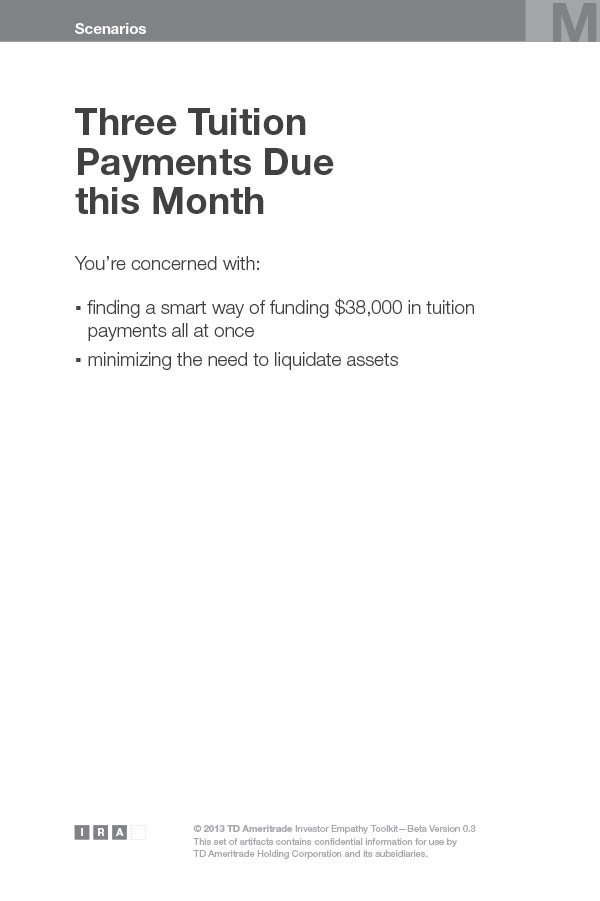 Scenarios
M
Three Tuition
Payments Due
this Month
You’re concerned with:
▪ finding a smart way of funding $38,000 in tuition
payments all at once
▪ minimizing the need to liquidate assets
I R A
© 2013 TD Ameritrade Investor Empathy Toolkit—Beta Version 0.3
This set of artifacts contains confidential information for use by
TD Ameritrade Holding Corporation and its subsidiaries.